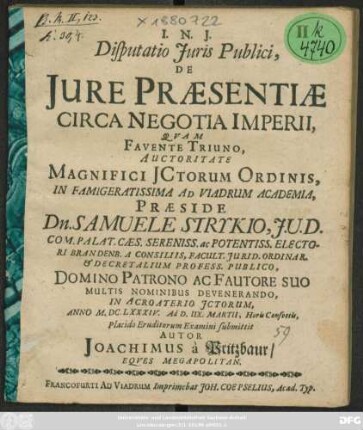 I. N. J.
Disputatio Juris Publici,
DE
JURE PRÆSENTIÆ
CIRCA NEGOTIA IMPERII,
QVAM
FAVENTE TRIUNO,
AUCTORITATE
MAGNIFICI JCTORUM ORDINIS,
IN FAMIGERATISSIMA AD VIADRUM ACADEMIA,
PRÆSIDE
Dn. SAMUELE STRYKIO, J.U.D.
COM. PALAT. CÆS. SERENISS. ac POTENTISS. ELECTO-
RI BRANDENB. A CONSILIIS, FACULT. JURID. ORDINAR.
& DECRETALIUM PROFESS. PUBLICO,
DOMINO PATRONO AC FAUTORE SUO
MULTIS NOMINIBUS DEVENERANDO,
IN ACROATERIO JCTORUM,
ANNO M. DC. LXXXIV. Ad D. IIX. MARTII, Horis Consuetis,
placido Eruditorum Examini submittit
AUTOR
JOACHIMUS à Pritzbaur/
EQVES MEGAPOLITAN.
FRANCOFURTI AD VIADRUM Imprimebat JOH. COEPSELIUS, Acad. Typ.
X 1880722
II k
4740
59